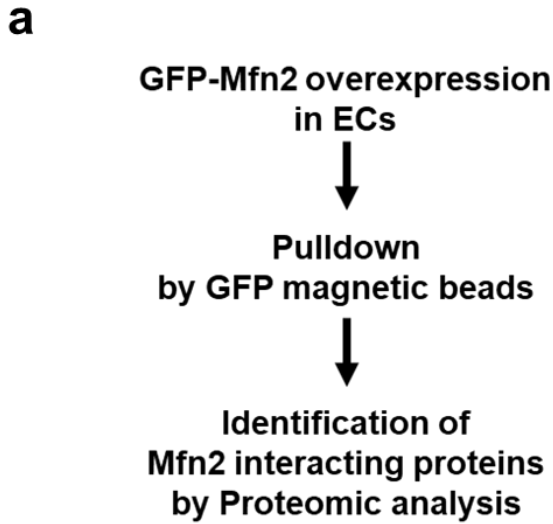 a
GFP-Mfn2 overexpression
in ECs
Pulldown
by GFP magnetic beads
Identification of
Mfn2 interacting proteins
by Proteomic analysis